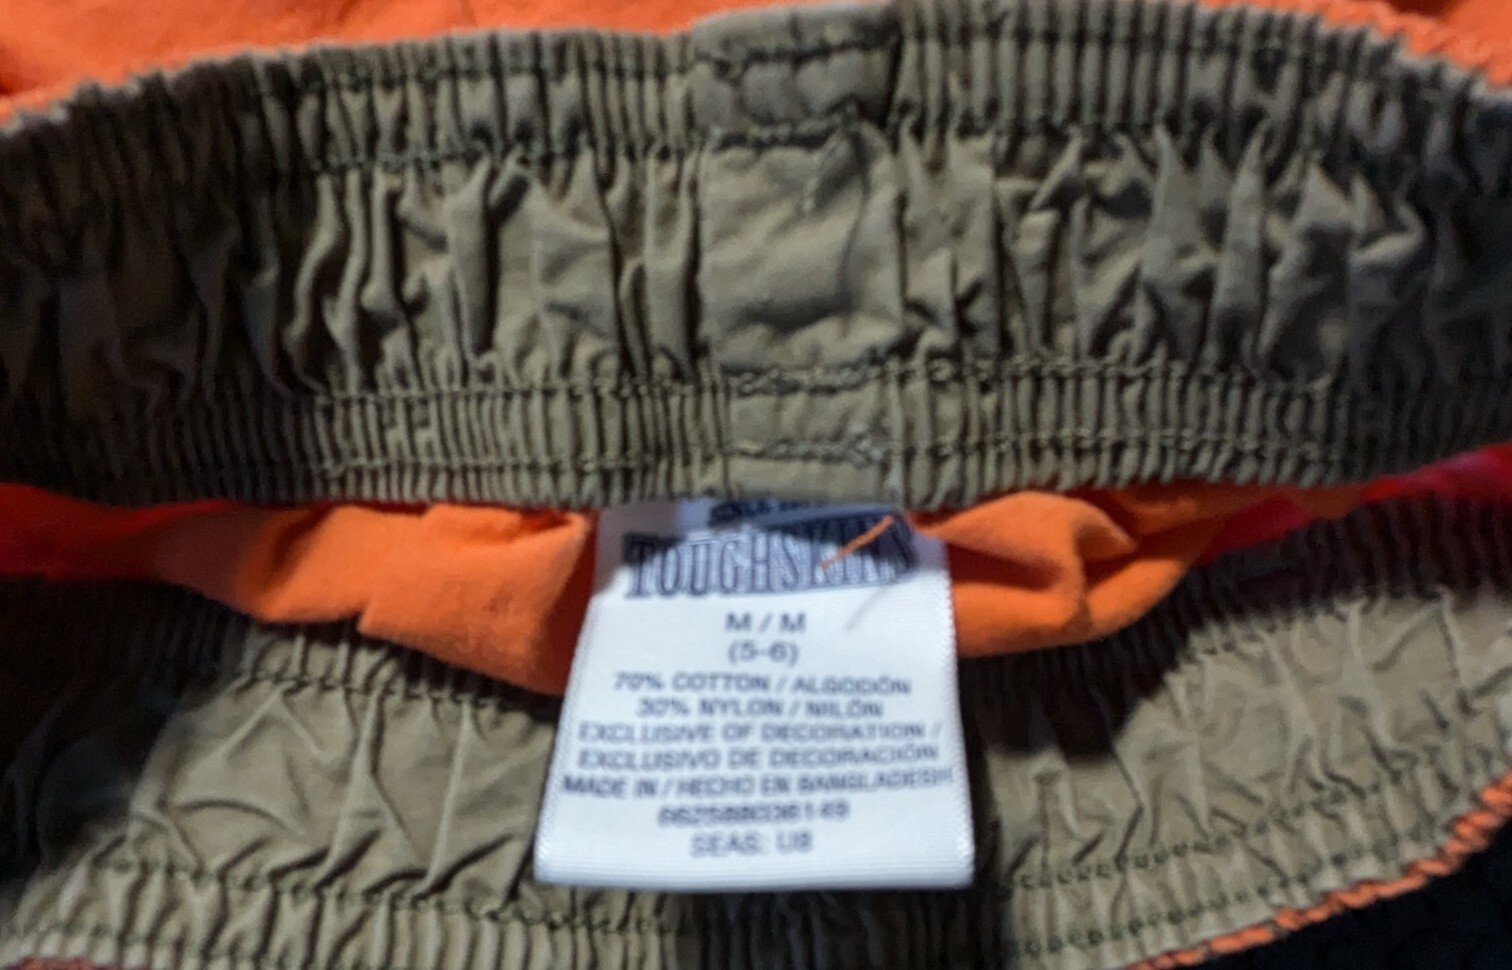 TOUGHSKINS
M / M
(5-6)
70% COTTON / ALGODÓN
30% NYLON / NILÓN
EXCLUSIVE OF DECORATION /
EXCLUSIVO DE DECORACIÓN
MADE IN / HECHO EN BANGLADESH
SEAS: U8